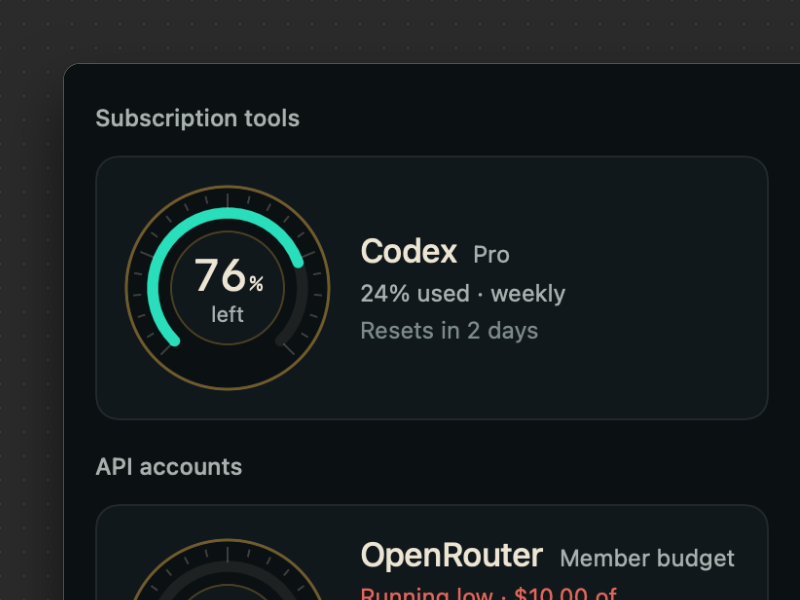 Subscription tools
76%
left
Codex Pro
24% used · weekly
Resets in 2 days
API accounts
OpenRouter Member budget
Running low · $10.00 of